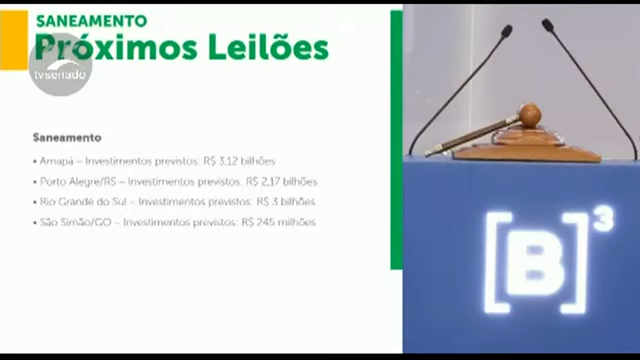 SANEAMENTO
Próximos Leilões
tvsenado
Saneamento
• Amapá – Investimentos previstos: R$ 3,12 bilhões
• Porto Alegre/RS – Investimentos previstos: R$ 2,17 bilhões
• Rio Grande do Sul – Investimentos previstos: R$ 3 bilhões
• São Simão/GO – Investimentos previstos: R$ 245 milhões
[B]³